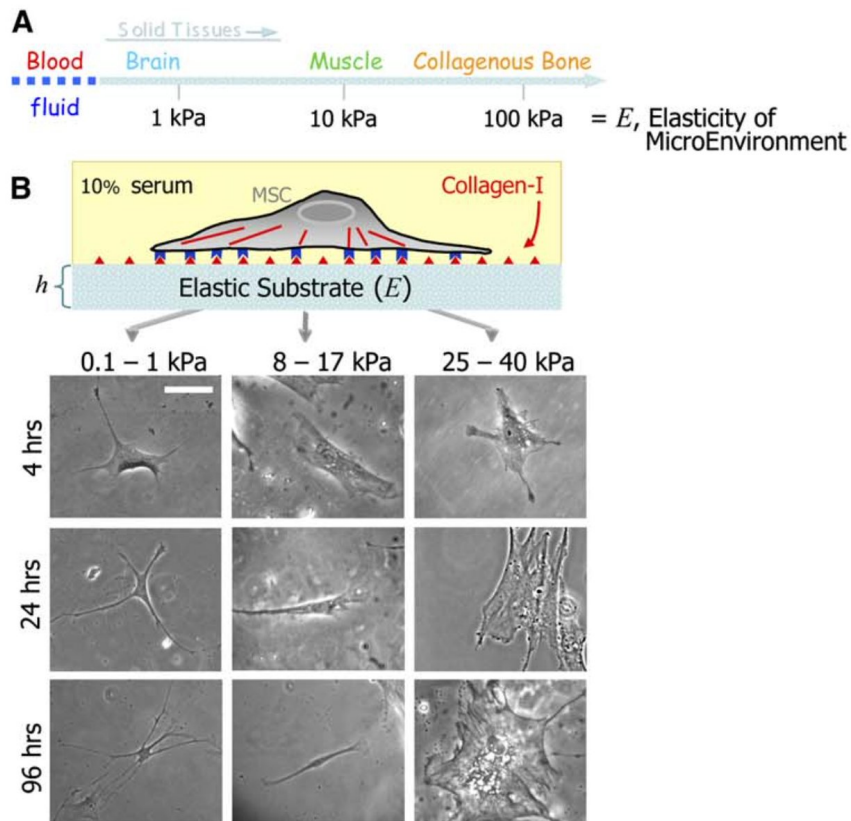 A
Solid Tissues
Blood Brain Muscle Collagenous Bone
fluid
1 kPa 10 kPa 100 kPa = E, Elasticity of
MicroEnvironment
B
10% serum MSC Collagen-I
h Elastic Substrate (E)
0.1 – 1 kPa 8 – 17 kPa 25 – 40 kPa
4 hrs
24 hrs
96 hrs